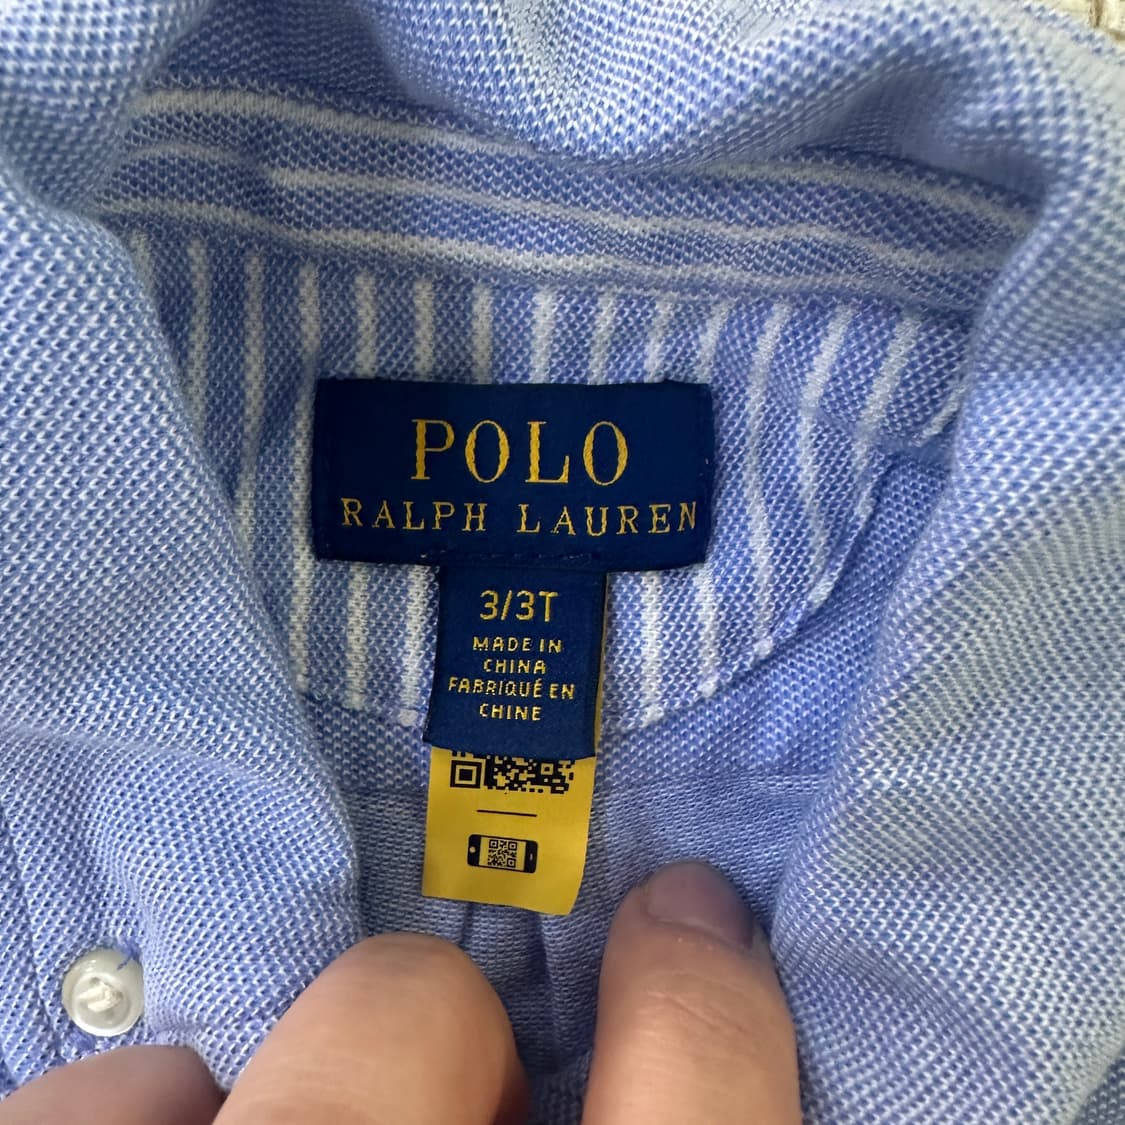 POLO
RALPH LAUREN
3/3T
MADE IN
CHINA
FABRIQUÉ EN
CHINE